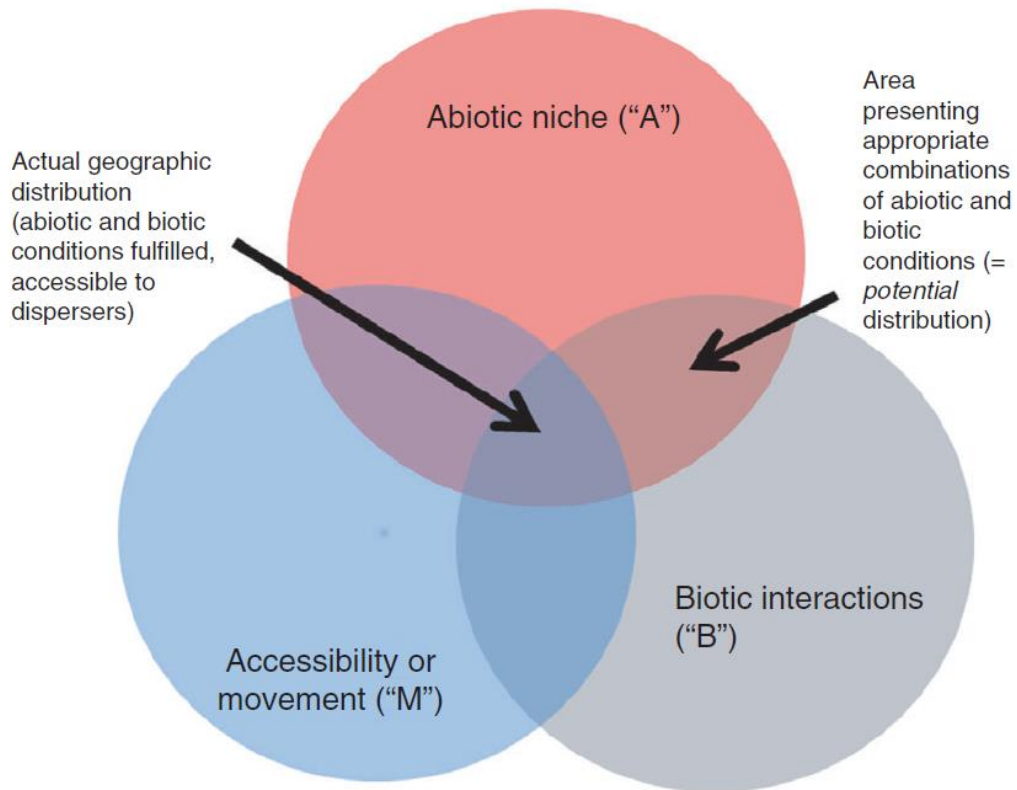 Abiotic niche (“A”)
Actual geographic
distribution
(abiotic and biotic
conditions fulfilled,
accessible to
dispersers)
Area
presenting
appropriate
combinations
of abiotic and
biotic
conditions (=
potential
distribution)
Biotic interactions
(“B”)
Accessibility or
movement (“M”)